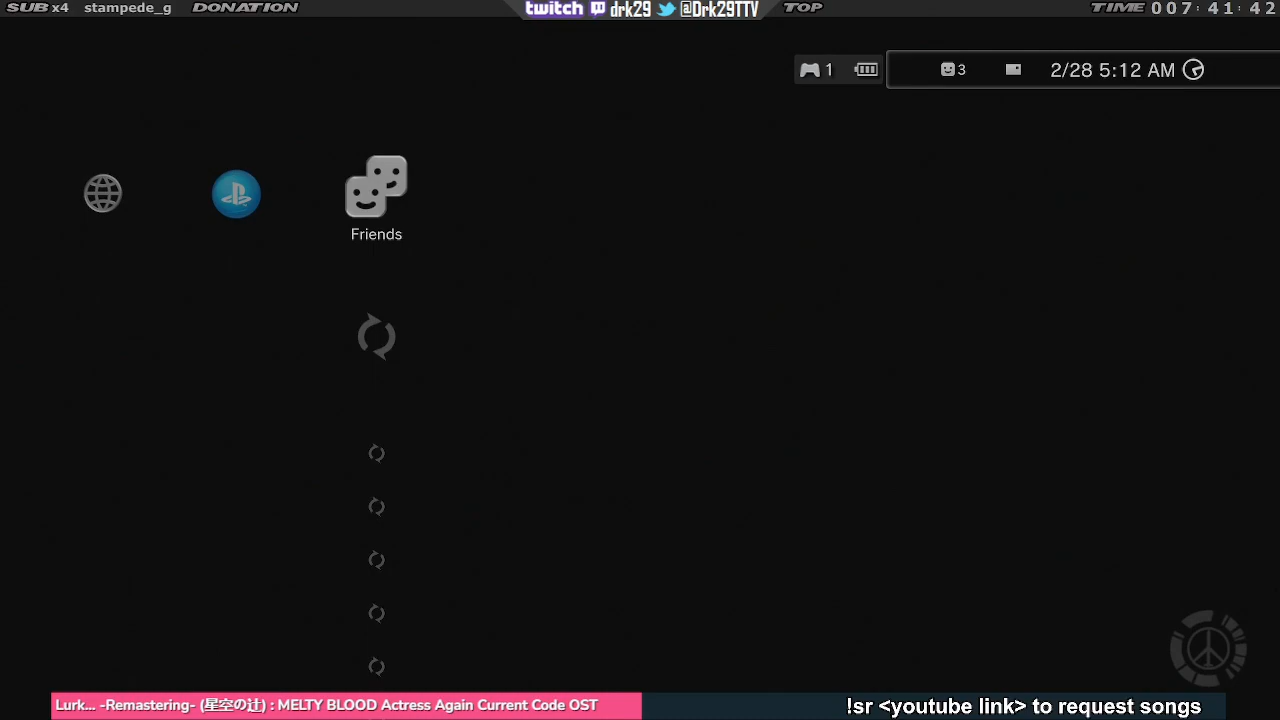 SUB x4 stampede_g DONATION twitch drk29 @Drk29TTV TOP TIME 007:41:42
1 3 2/28 5:12 AM
Friends
Lurk... -Remastering- (星空の辻) : MELTY BLOOD Actress Again Current Code OST
!sr <youtube link> to request songs